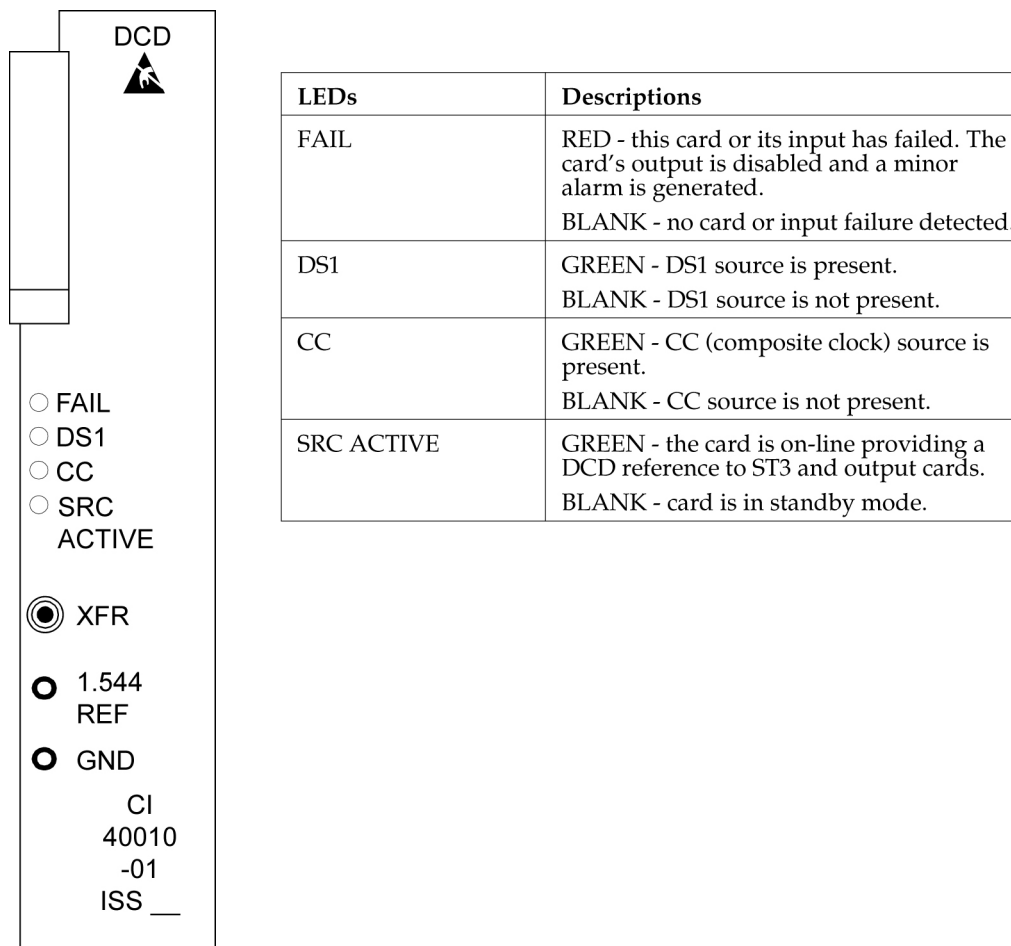 DCD
FAIL
DS1
CC
SRC
ACTIVE
XFR
1.544
REF
GND
CI
40010
-01
ISS __
LEDs Descriptions
FAIL RED - this card or its input has failed. The
card's output is disabled and a minor
alarm is generated.
BLANK - no card or input failure detected.
DS1 GREEN - DS1 source is present.
BLANK - DS1 source is not present.
CC GREEN - CC (composite clock) source is
present.
BLANK - CC source is not present.
SRC ACTIVE GREEN - the card is on-line providing a
DCD reference to ST3 and output cards.
BLANK - card is in standby mode.